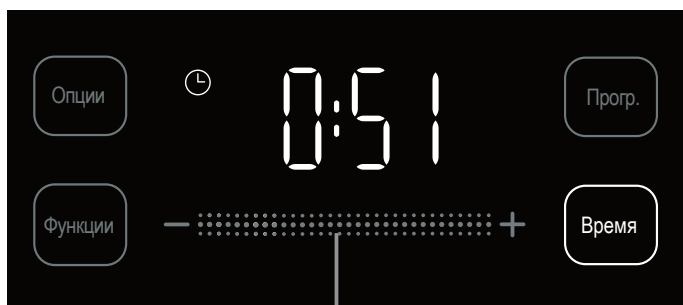 Опции
0:51
Прогр.
Функции
− +
Время